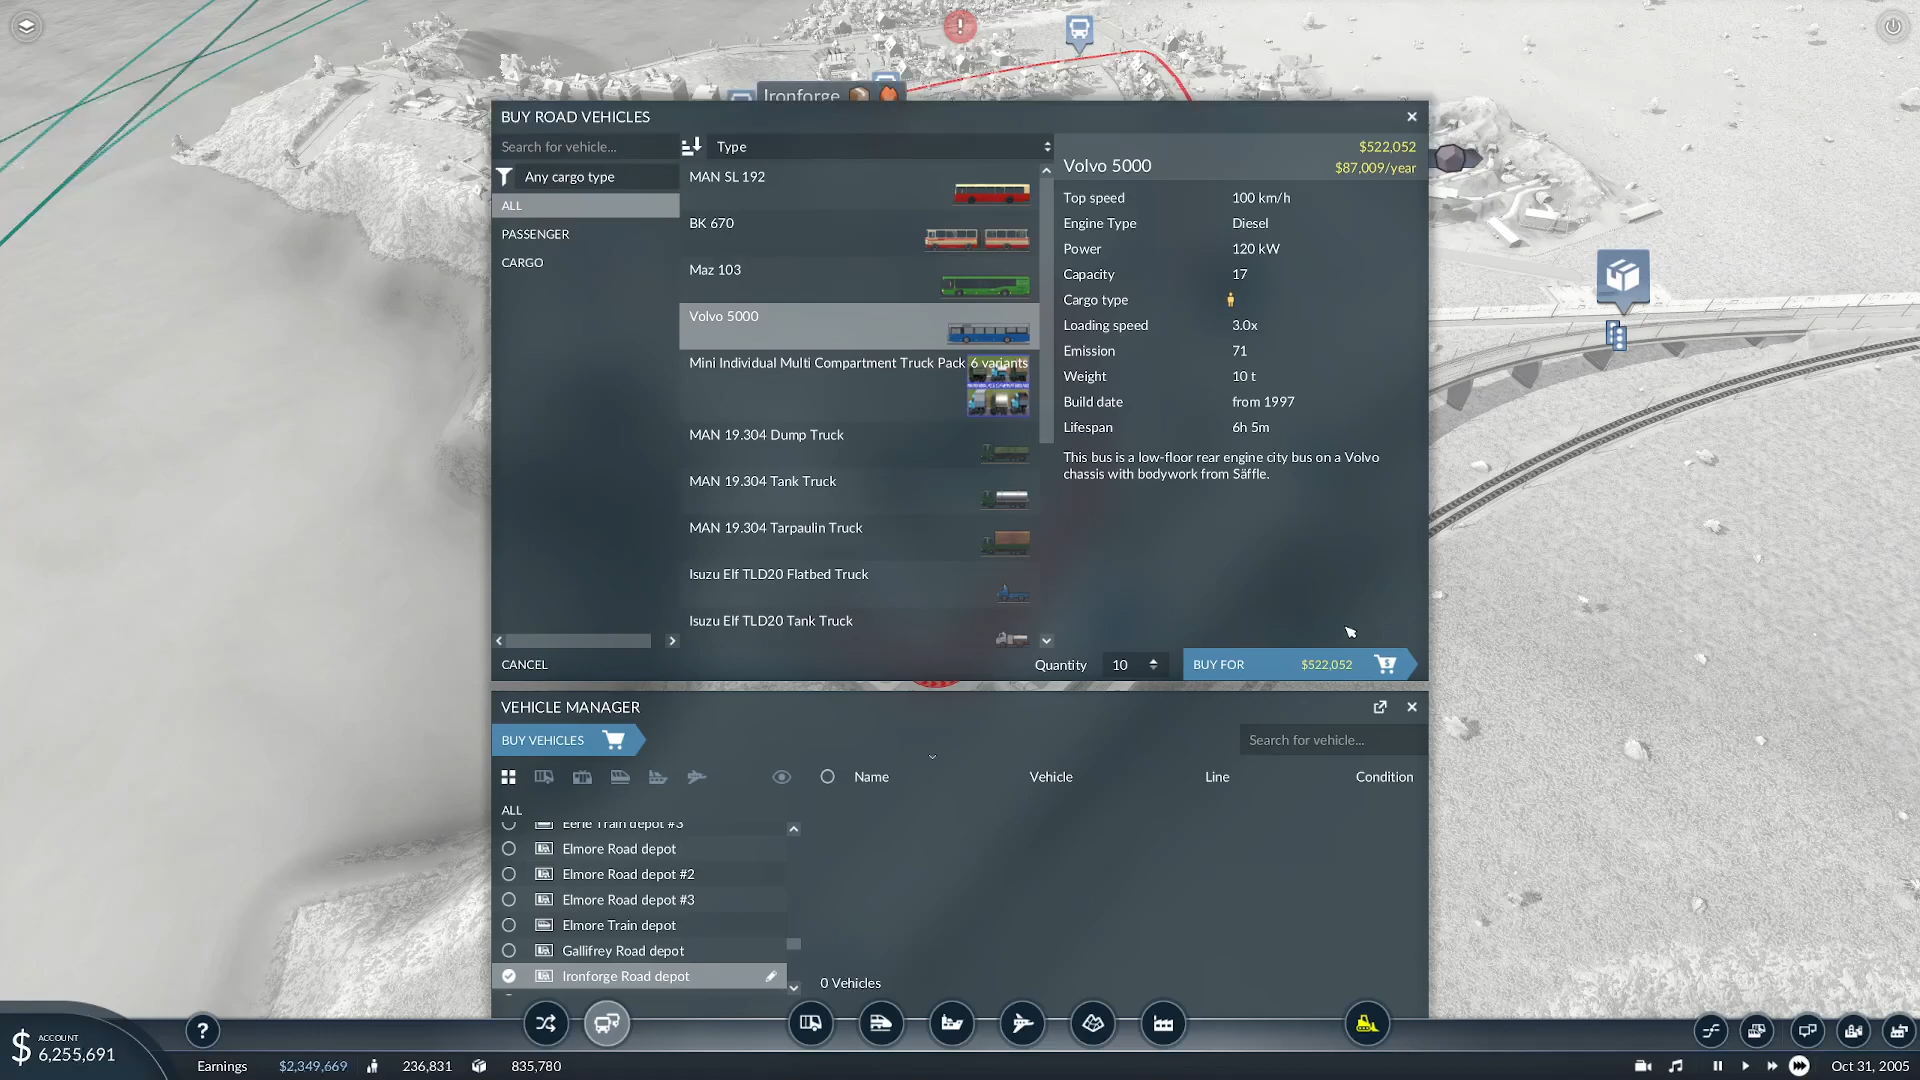 Ironforge
BUY ROAD VEHICLES
Search for vehicle...
Type
Any cargo type
ALL
PASSENGER
CARGO
MAN SL 192
BK 670
Maz 103
Volvo 5000
Mini Individual Multi Compartment Truck Pack 6 variants
MAN 19.304 Dump Truck
MAN 19.304 Tank Truck
MAN 19.304 Tarpaulin Truck
Isuzu Elf TLD20 Flatbed Truck
Isuzu Elf TLD20 Tank Truck
$522,052
Volvo 5000
$87,009/year
Top speed 100 km/h
Engine Type Diesel
Power 120 kW
Capacity 17
Cargo type
Loading speed 3.0x
Emission 71
Weight 10 t
Build date from 1997
Lifespan 6h 5m
This bus is a low-floor rear engine city bus on a Volvo
chassis with bodywork from Säffle.
CANCEL
Quantity 10
BUY FOR $522,052
VEHICLE MANAGER
BUY VEHICLES
Search for vehicle...
Name Vehicle Line Condition
ALL
Eerie Train depot #3
Elmore Road depot
Elmore Road depot #2
Elmore Road depot #3
Elmore Train depot
Gallifrey Road depot
Ironforge Road depot
0 Vehicles
$ ACCOUNT
6,255,691
?
Earnings $2,349,669 236,831 835,780
Oct 31, 2005